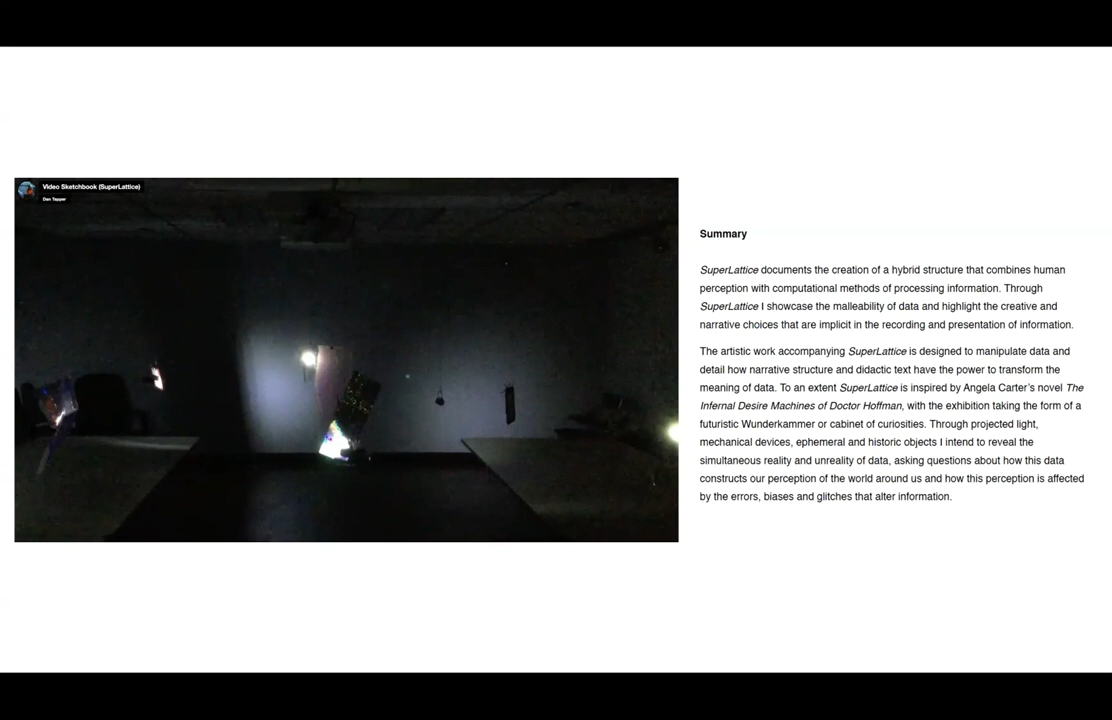 Video Sketchbook (SuperLattice)
Dan Tapper
Summary
SuperLattice documents the creation of a hybrid structure that combines human
perception with computational methods of processing information. Through
SuperLattice I showcase the malleability of data and highlight the creative and
narrative choices that are implicit in the recording and presentation of information.
The artistic work accompanying SuperLattice is designed to manipulate data and
detail how narrative structure and didactic text have the power to transform the
meaning of data. To an extent SuperLattice is inspired by Angela Carter’s novel The
Infernal Desire Machines of Doctor Hoffman, with the exhibition taking the form of a
futuristic Wunderkammer or cabinet of curiosities. Through projected light,
mechanical devices, ephemeral and historic objects I intend to reveal the
simultaneous reality and unreality of data, asking questions about how this data
constructs our perception of the world around us and how this perception is affected
by the errors, biases and glitches that alter information.